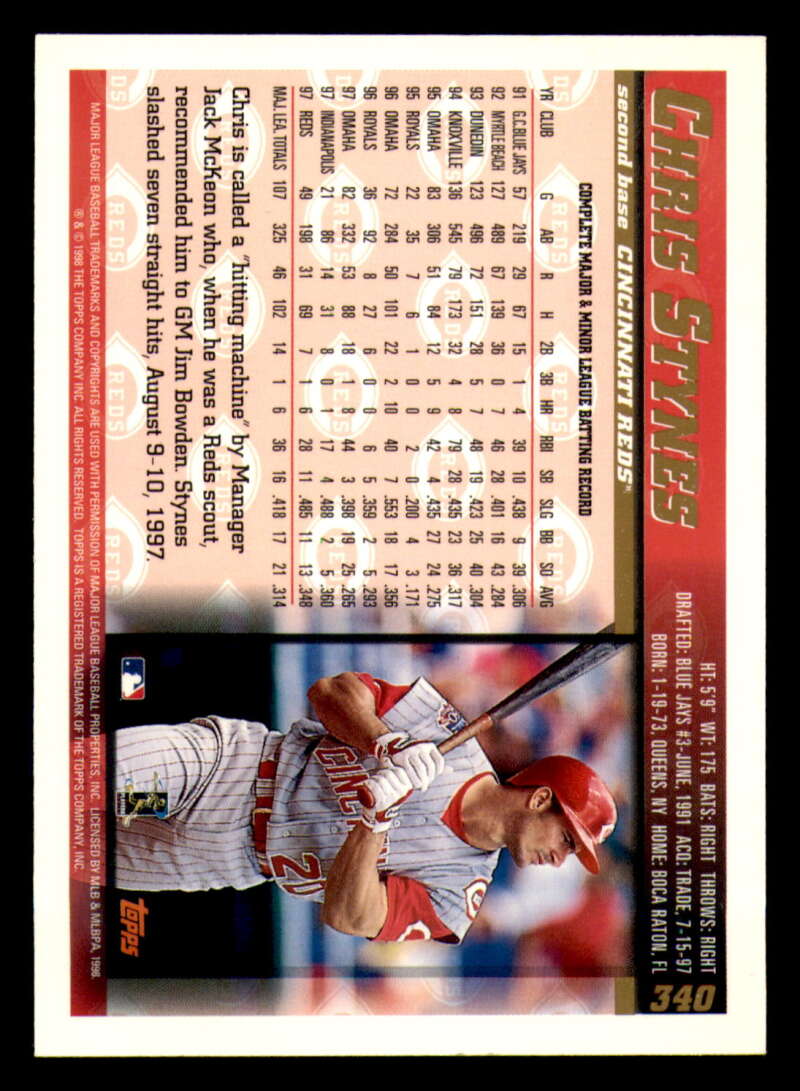 CHRIS STYNES
second base CINCINNATI REDS®
HT: 5'9" WT: 175 BATS: RIGHT THROWS: RIGHT
DRAFTED: BLUE JAYS #3-JUNE, 1991 ACQ: TRADE, 7-15-97
BORN: 1-19-73, QUEENS, NY HOME: BOCA RATON, FL
340
COMPLETE MAJOR & MINOR LEAGUE BATTING RECORD
YR CLUB G AB R H 2B 3B HR RBI SB SLG BB SO AVG
91 G.C.BLUE JAYS 57 219 29 67 15 1 4 39 10 .438 9 39 .306
92 MYRTLE BEACH 127 489 67 139 36 0 7 46 28 .401 16 43 .284
93 DUNEDIN 123 496 72 151 28 5 7 48 19 .423 25 40 .304
94 KNOXVILLE 136 545 79 173 32 4 8 79 28 .435 23 36 .317
95 OMAHA 83 306 51 84 12 5 9 42 4 .435 27 24 .275
95 ROYALS 22 35 7 6 1 0 0 2 0 .200 4 3 .171
96 OMAHA 72 284 50 101 22 2 10 40 7 .553 18 17 .356
96 ROYALS 36 92 8 27 6 0 0 6 5 .359 2 5 .293
97 OMAHA 82 332 53 88 18 1 8 44 3 .398 19 25 .265
97 INDIANAPOLIS 21 86 14 31 8 0 1 17 4 .488 2 5 .360
97 REDS 49 198 31 69 7 1 6 28 11 .485 11 13 .348
MAJ. LEA. TOTALS 107 325 46 102 14 1 6 36 16 .418 17 21 .314
Chris is called a "hitting machine" by Manager
Jack McKeon who, when he was a Reds scout,
recommended him to GM Jim Bowden. Stynes
slashed seven straight hits, August 9-10, 1997.
CINCINNATI
20
TOPPS
MAJOR LEAGUE BASEBALL TRADEMARKS AND COPYRIGHTS ARE USED WITH PERMISSION OF MAJOR LEAGUE BASEBALL PROPERTIES, INC. LICENSED BY MLB & MLBPA, 1998.
® & © 1998 THE TOPPS COMPANY INC. ALL RIGHTS RESERVED. TOPPS IS A REGISTERED TRADEMARK OF THE TOPPS COMPANY, INC.